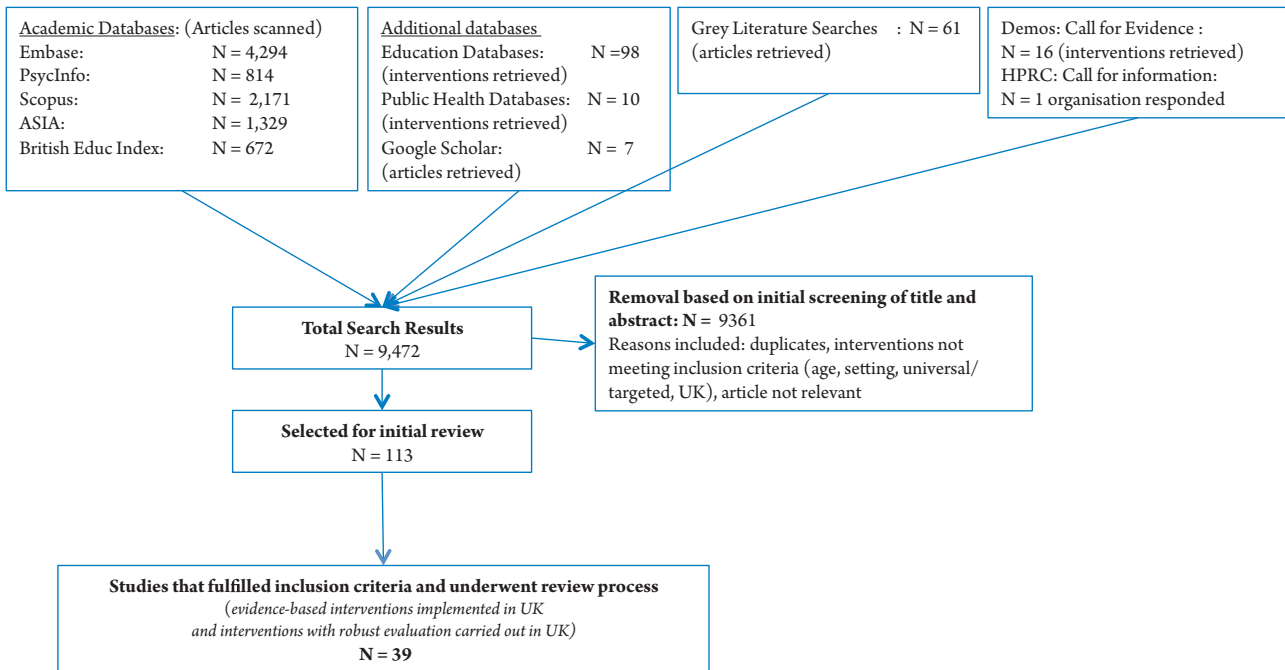 Academic Databases: (Articles scanned)
Embase: N = 4,294
PsycInfo: N = 814
Scopus: N = 2,171
ASIA: N = 1,329
British Educ Index: N = 672
Additional databases
Education Databases: N =98
(interventions retrieved)
Public Health Databases: N = 10
(interventions retrieved)
Google Scholar: N = 7
(articles retrieved)
Grey Literature Searches : N = 61
(articles retrieved)
Demos: Call for Evidence :
N = 16 (interventions retrieved)
HPRC: Call for information:
N = 1 organisation responded
Total Search Results
N = 9,472
Removal based on initial screening of title and
abstract: N = 9361
Reasons included: duplicates, interventions not
meeting inclusion criteria (age, setting, universal/
targeted, UK), article not relevant
Selected for initial review
N = 113
Studies that fulfilled inclusion criteria and underwent review process
(evidence-based interventions implemented in UK
and interventions with robust evaluation carried out in UK)
N = 39